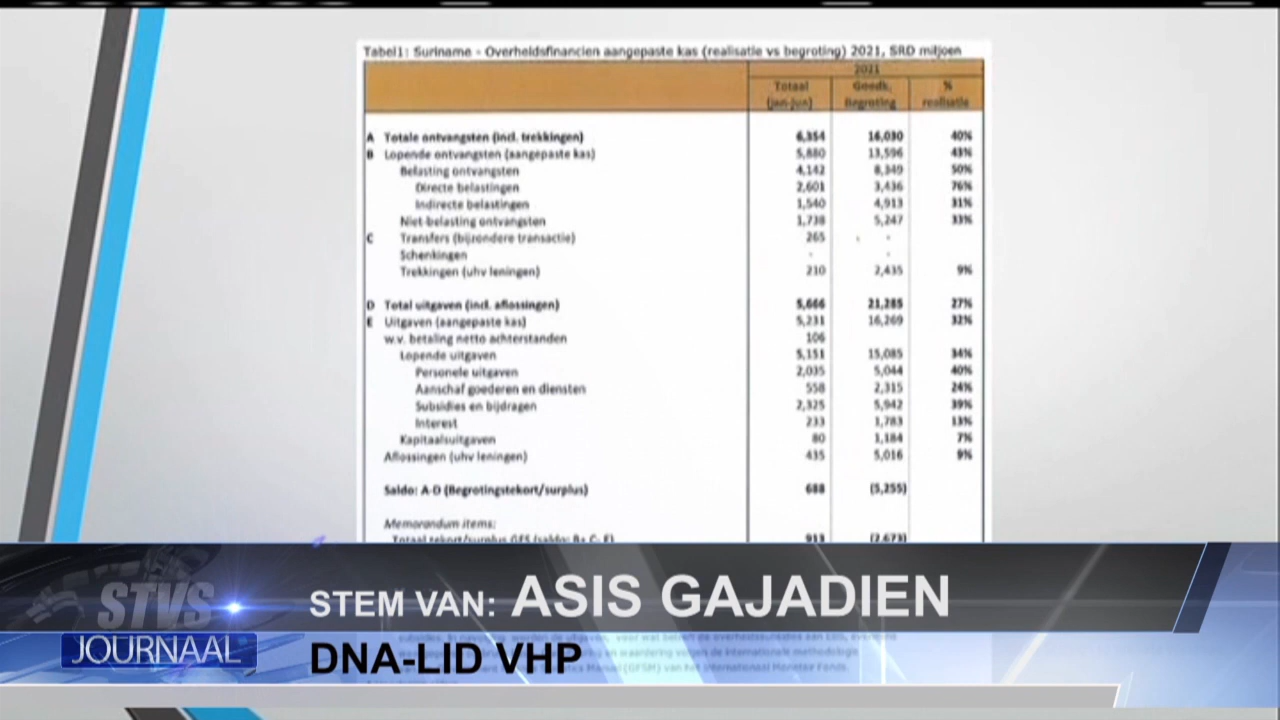 Tabel1: Suriname - Overheidsfinancien aangepaste kas (realisatie vs begroting) 2021, SRD miljoen
2021
Totaal (jan-jun) Goedk. Begroting % realisatie
A Totale ontvangsten (incl. trekkingen) 6,354 16,030 40%
B Lopende ontvangsten (aangepaste kas) 5,880 13,596 43%
Belasting ontvangsten 4,142 8,349 50%
Directe belastingen 2,601 3,436 76%
Indirecte belastingen 1,540 4,913 31%
Niet-belasting ontvangsten 1,738 5,247 33%
C Transfers (bijzondere transactie) 265 -
Schenkingen - -
Trekkingen (uhv leningen) 210 2,435 9%
D Total uitgaven (incl. aflossingen) 5,666 21,285 27%
E Uitgaven (aangepaste kas) 5,231 16,269 32%
w.v. betaling netto achterstanden 106
Lopende uitgaven 5,151 15,085 34%
Personele uitgaven 2,035 5,044 40%
Aanschaf goederen en diensten 558 2,315 24%
Subsidies en bijdragen 2,325 5,942 39%
Interest 233 1,783 13%
Kapitaalsuitgaven 80 1,184 7%
Aflossingen (uhv leningen) 435 5,016 9%
Saldo: A-D (Begrotingstekort/surplus) 688 (5,255)
Memorandum items:
Totaal tekort/surplus GFS (saldo: B+ C- E) 913 (2,673)
STVS
JOURNAAL
STEM VAN: ASIS GAJADIEN
DNA-LID VHP